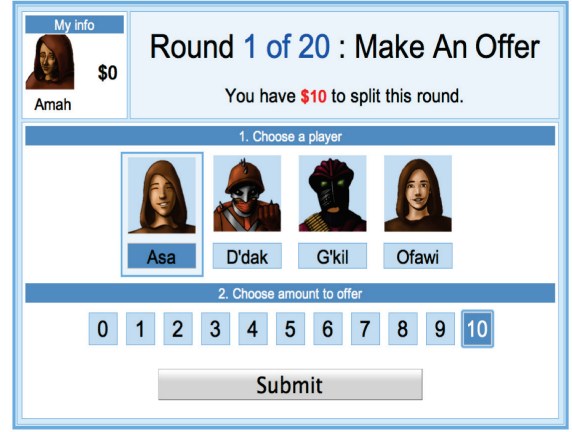 My info
$0
Amah
Round 1 of 20 : Make An Offer
You have $10 to split this round.
1. Choose a player
Asa D'dak G'kil Ofawi
2. Choose amount to offer
0 1 2 3 4 5 6 7 8 9 10
Submit